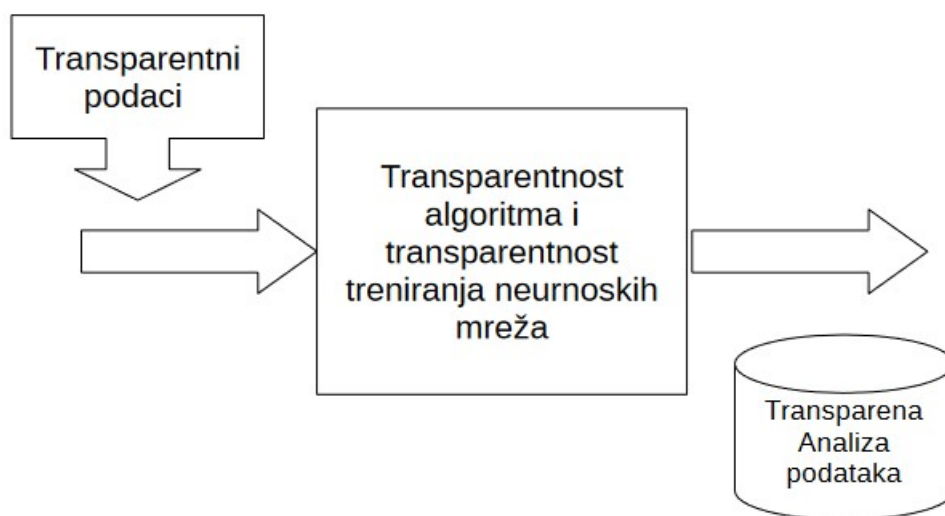 Transparentni
podaci
Transparentnost
algoritma i
transparentnost
treniranja neurnoskih
mreža
Transparena
Analiza
podataka